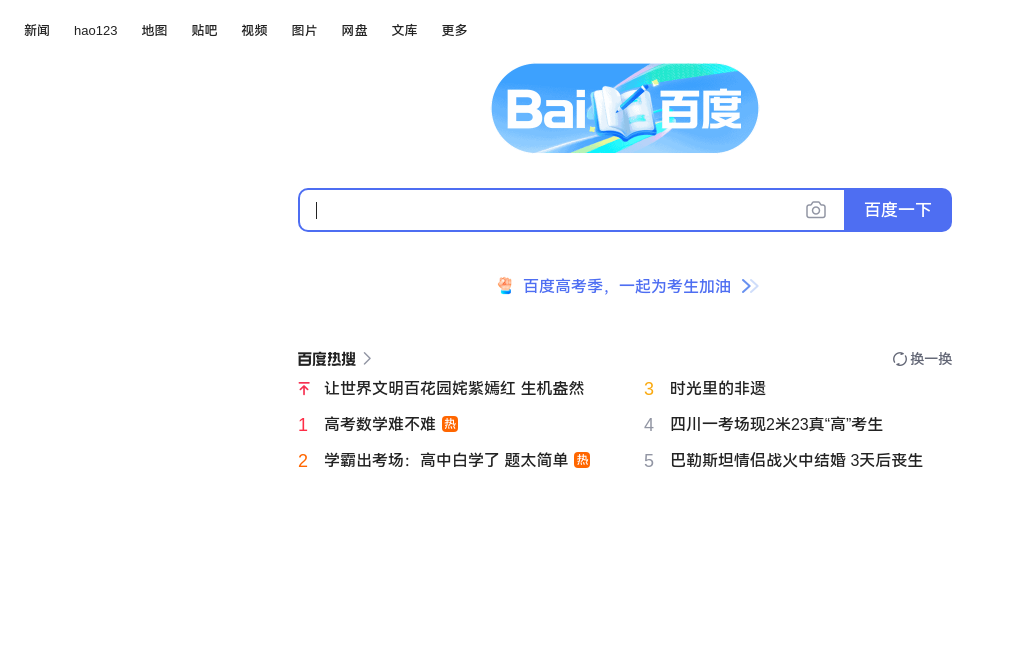 新闻 hao123 地图 贴吧 视频 图片 网盘 文库 更多
Bai 百度
百度一下
百度高考季，一起为考生加油
百度热搜 换一换
让世界文明百花园姹紫嫣红 生机盎然
1 高考数学难不难 热
2 学霸出考场：高中白学了 题太简单 热
3 时光里的非遗
4 四川一考场现2米23真“高”考生
5 巴勒斯坦情侣战火中结婚 3天后丧生